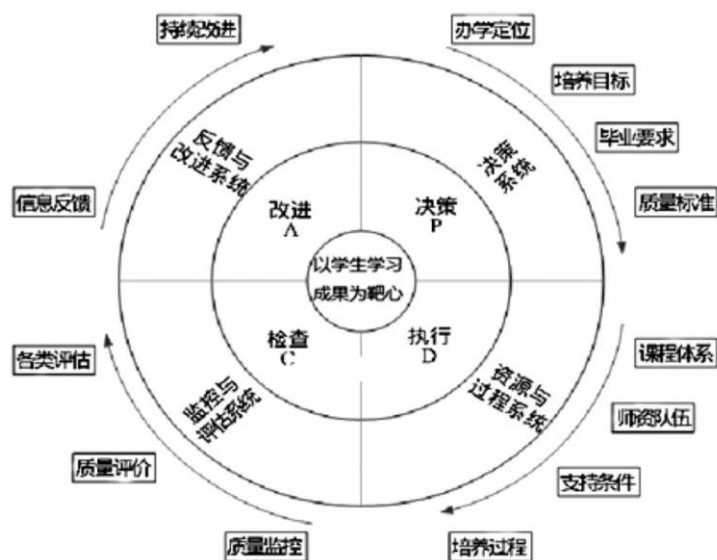 持续改进
办学定位
培养目标
毕业要求
质量标准
信息反馈
反馈与
改进系统
决策
系统
改进
A
决策
P
以学生学习
成果为靶心
检查
C
执行
D
监控与
评估系统
资源与
过程系统
各类评估
质量评价
质量监控
课程体系
师资队伍
支持条件
培养过程